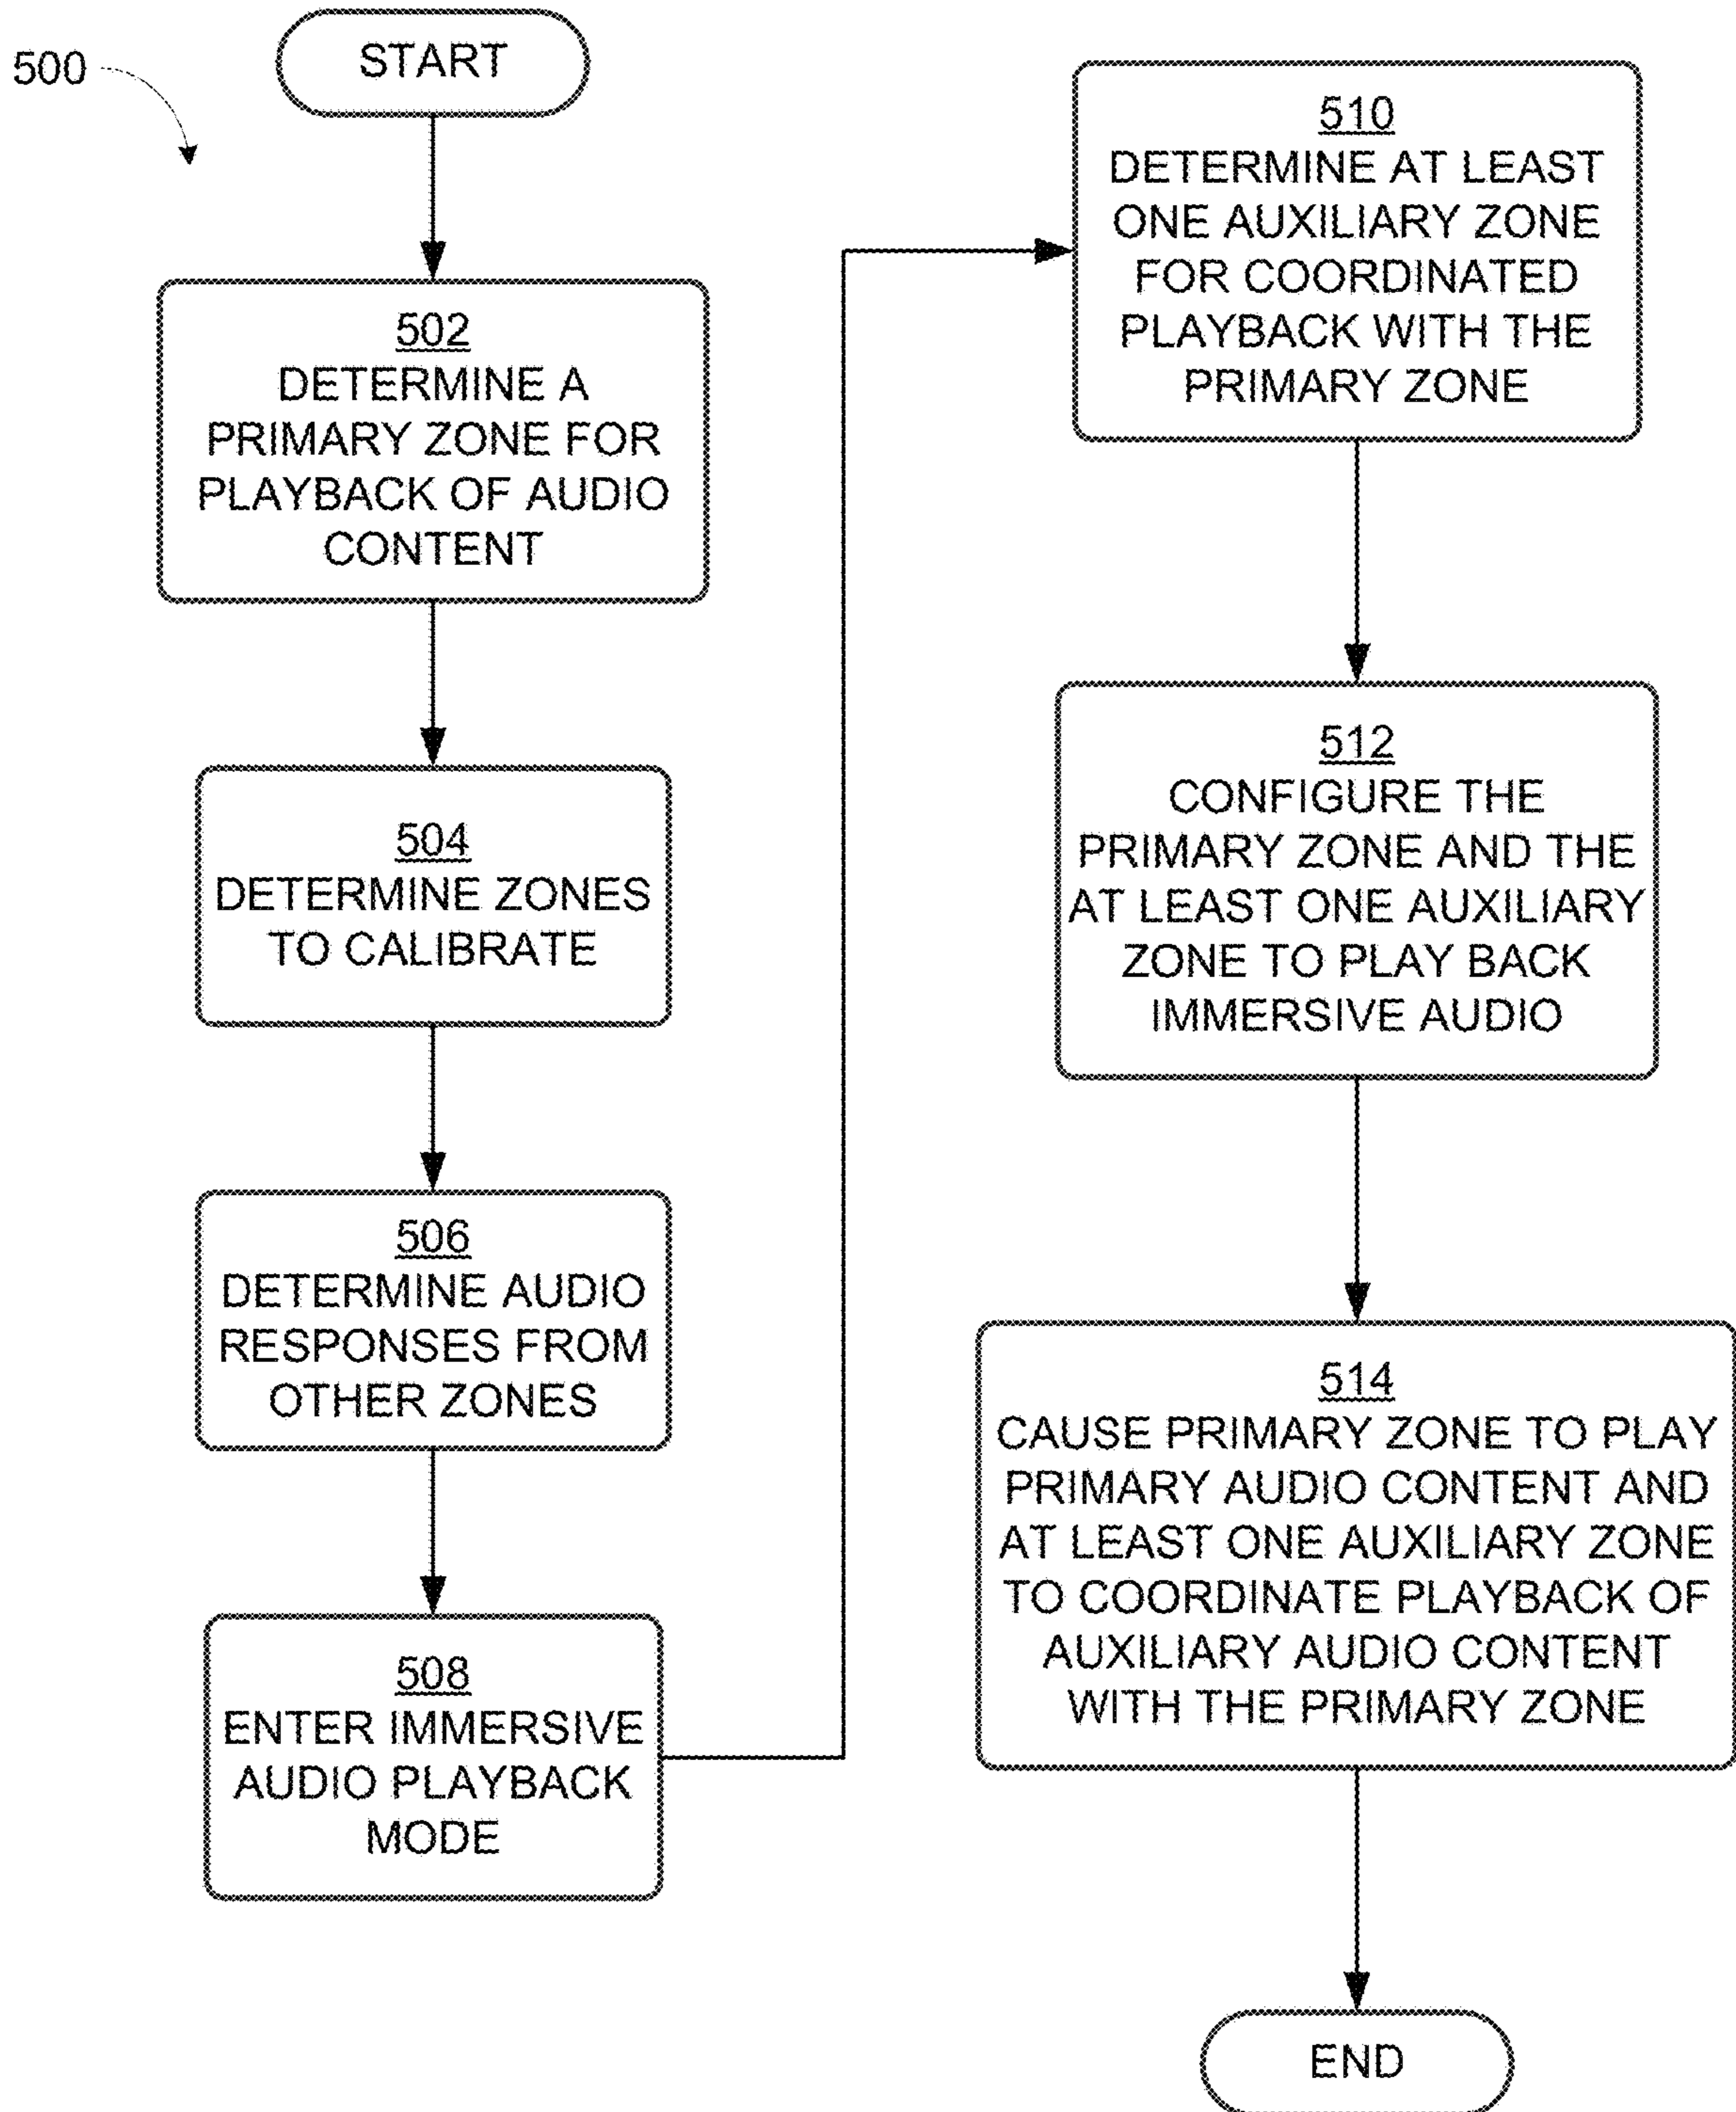 500
START
502
DETERMINE A
PRIMARY ZONE FOR
PLAYBACK OF AUDIO
CONTENT
504
DETERMINE ZONES
TO CALIBRATE
506
DETERMINE AUDIO
RESPONSES FROM
OTHER ZONES
508
ENTER IMMERSIVE
AUDIO PLAYBACK
MODE
510
DETERMINE AT LEAST
ONE AUXILIARY ZONE
FOR COORDINATED
PLAYBACK WITH THE
PRIMARY ZONE
512
CONFIGURE THE
PRIMARY ZONE AND THE
AT LEAST ONE AUXILIARY
ZONE TO PLAY BACK
IMMERSIVE AUDIO
514
CAUSE PRIMARY ZONE TO PLAY
PRIMARY AUDIO CONTENT AND
AT LEAST ONE AUXILIARY ZONE
TO COORDINATE PLAYBACK OF
AUXILIARY AUDIO CONTENT
WITH THE PRIMARY ZONE
END